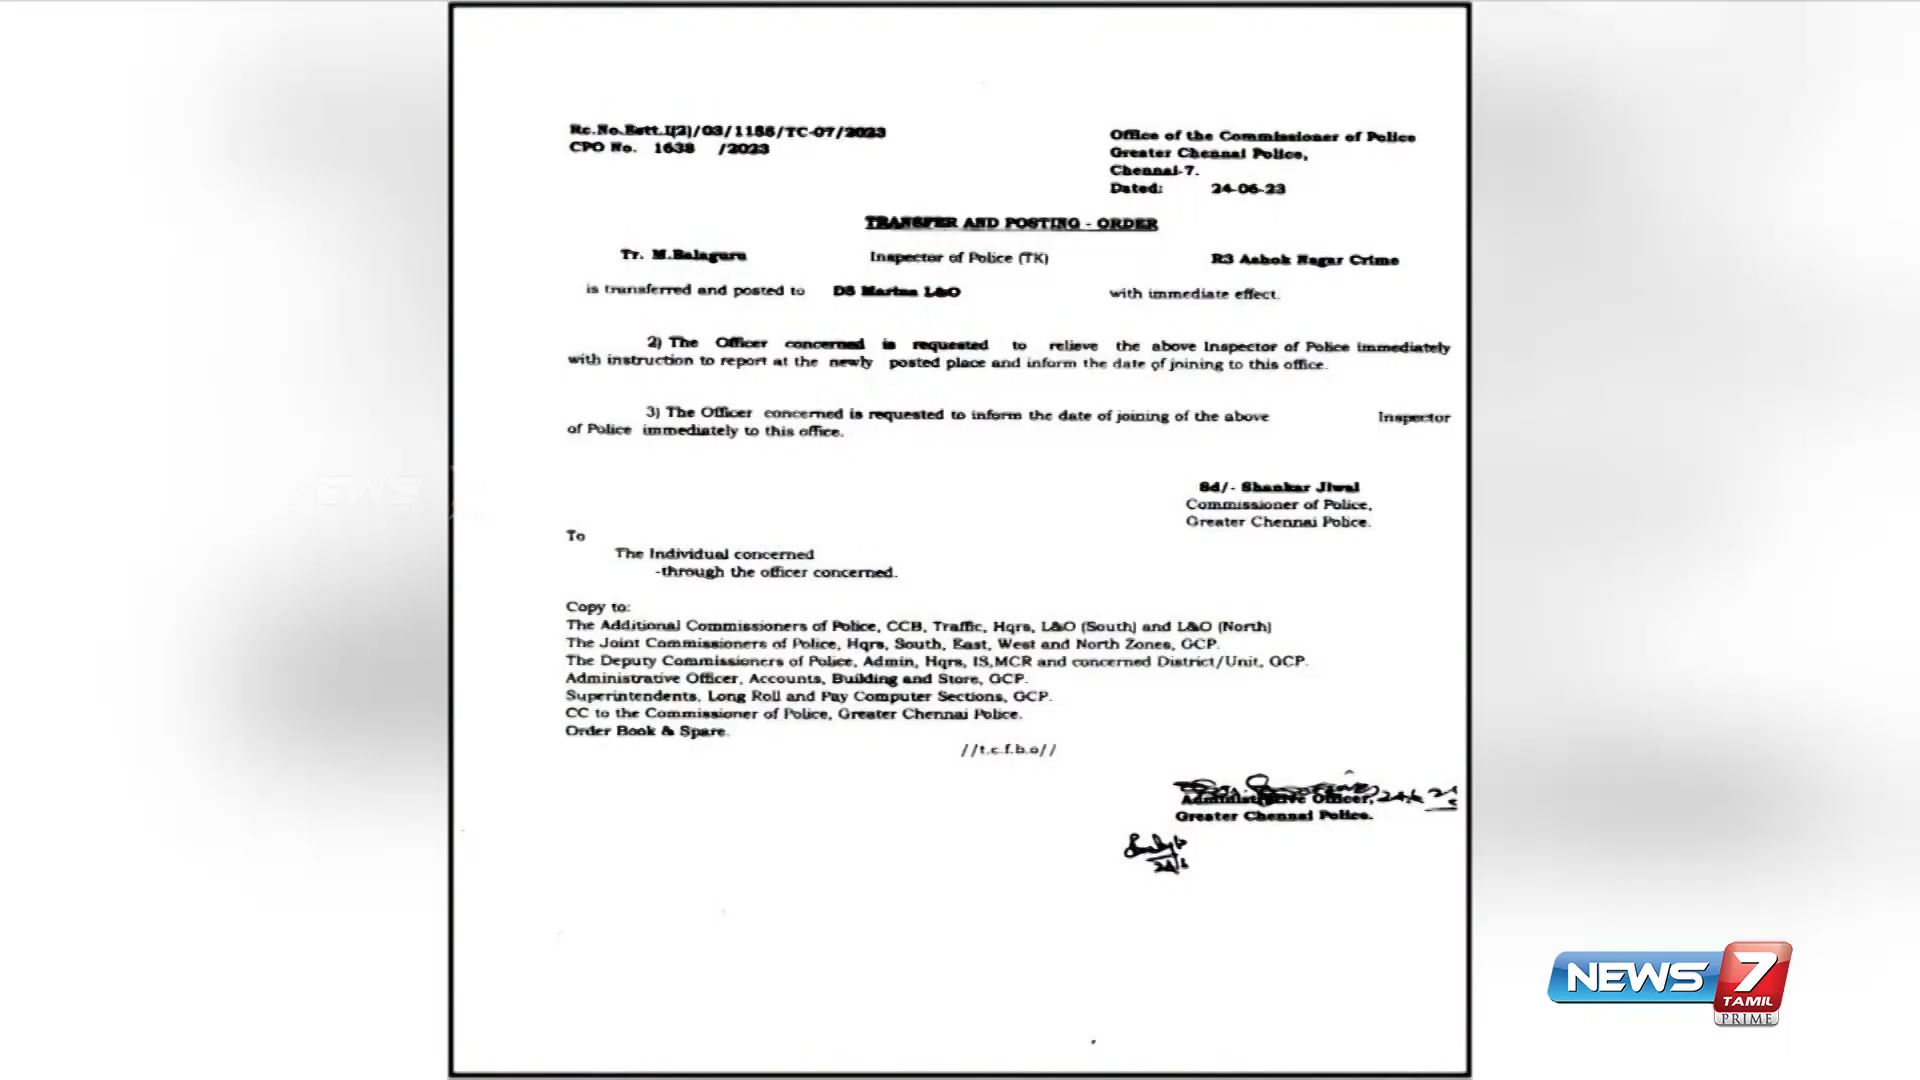 Rc.No.Estt.I(2)/03/1186/TC-07/2023
CPO No. 1638 /2023
Office of the Commissioner of Police
Greater Chennai Police,
Chennai-7.
Dated: 24-06-23
TRANSFER AND POSTING - ORDER
Tr. M.Balaguru Inspector of Police (TK) R3 Ashok Nagar Crime
is transferred and posted to D8 Marina L&O with immediate effect.
2) The Officer concerned is requested to relieve the above Inspector of Police immediately
with instruction to report at the newly posted place and inform the date of joining to this office.
3) The Officer concerned is requested to inform the date of joining of the above Inspector
of Police immediately to this office.
Sd/- Shankar Jiwal
Commissioner of Police,
Greater Chennai Police.
To
The Individual concerned
-through the officer concerned.
Copy to:
The Additional Commissioners of Police, CCB, Traffic, Hqrs, L&O (South) and L&O (North)
The Joint Commissioners of Police, Hqrs, South, East, West and North Zones, GCP.
The Deputy Commissioners of Police, Admin, Hqrs, IS,MCR and concerned District/Unit, GCP.
Administrative Officer, Accounts, Building and Store, GCP.
Superintendents, Long Roll and Pay Computer Sections, GCP.
CC to the Commissioner of Police, Greater Chennai Police.
Order Book & Spare.
//t.c.f.b.o//
Administrative Officer,
Greater Chennai Police.
24/6
NEWS 7
TAMIL
PRIME